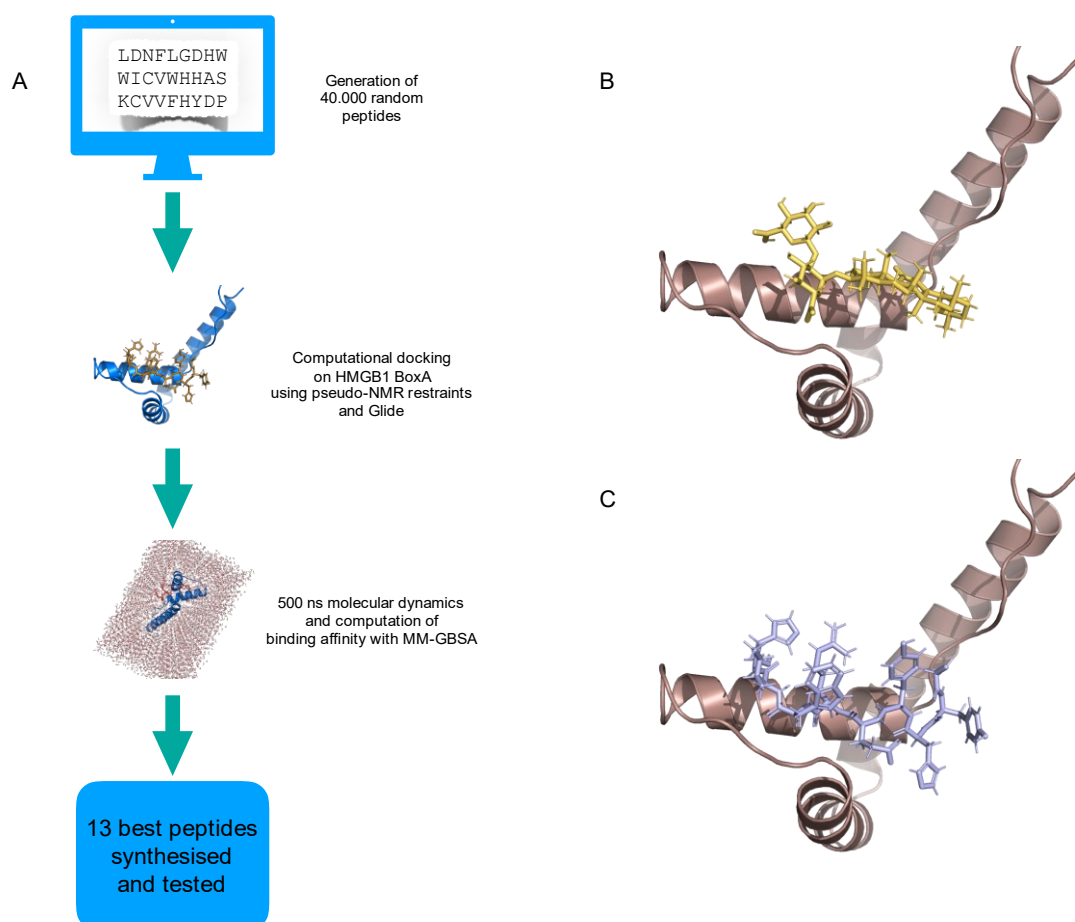 A
LDNFLGDHW
WICVWHHAS
KCVVFHYDP
Generation of
40.000 random
peptides
Computational docking
on HMGB1 BoxA
using pseudo-NMR restraints
and Glide
500 ns molecular dynamics
and computation of
binding affinity with MM-GBSA
13 best peptides
synthesised
and tested
B
C